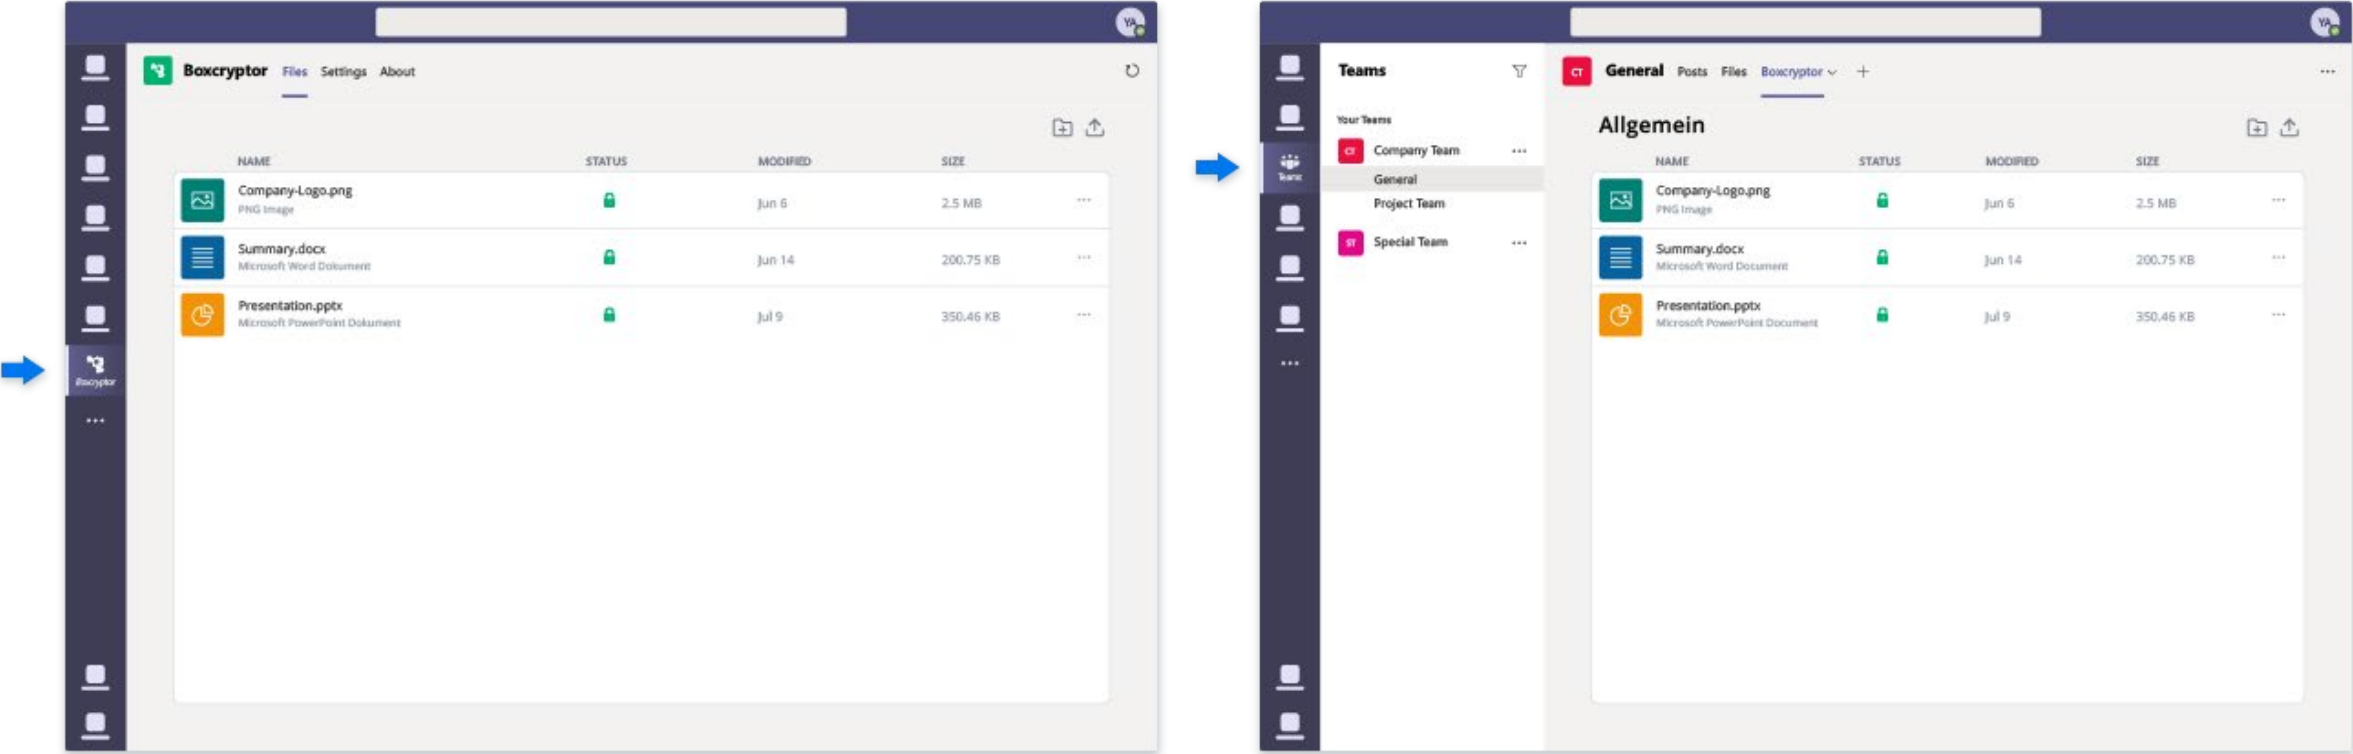 YA
Boxcryptor Files Settings About
NAME STATUS MODIFIED SIZE
Company-Logo.png
PNG Image
Jun 6 2.5 MB
Summary.docx
Microsoft Word Dokument
Jun 14 200.75 KB
Presentation.pptx
Microsoft PowerPoint Dokument
Jul 9 350.46 KB
Boxcryptor
YA
Teams
Teams
Your Teams
CT Company Team
General
Project Team
ST Special Team
CT General Posts Files Boxcryptor
Allgemein
NAME STATUS MODIFIED SIZE
Company-Logo.png
PNG Image
Jun 6 2.5 MB
Summary.docx
Microsoft Word Document
Jun 14 200.75 KB
Presentation.pptx
Microsoft PowerPoint Document
Jul 9 350.46 KB